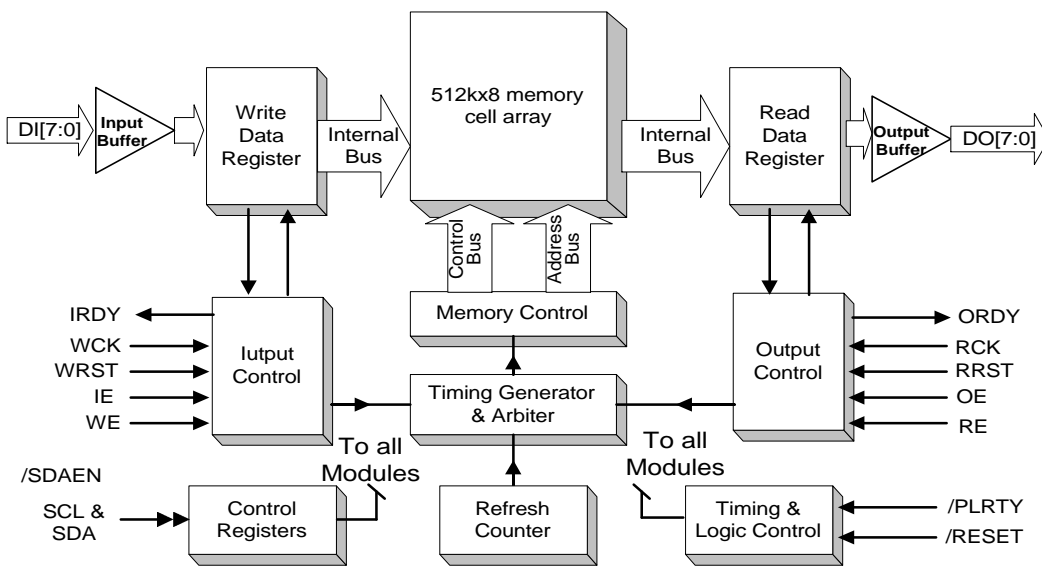 DI[7:0]
Input
Buffer
Write
Data
Register
Internal
Bus
512kx8 memory
cell array
Internal
Bus
Read
Data
Register
Output
Buffer
DO[7:0]
Control
Bus
Address
Bus
IRDY
WCK
WRST
IE
WE
Iutput
Control
Memory Control
Timing Generator
& Arbiter
Output
Control
ORDY
RCK
RRST
OE
RE
To all
Modules
To all
Modules
/SDAEN
SCL &
SDA
Control
Registers
Refresh
Counter
Timing &
Logic Control
/PLRTY
/RESET